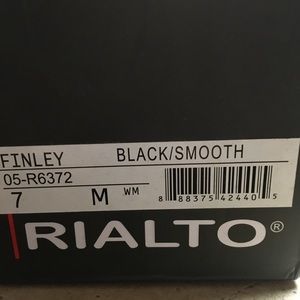 FINLEY BLACK/SMOOTH
05-R6372
7 M WM
8 88375 42440 5
RIALTO®